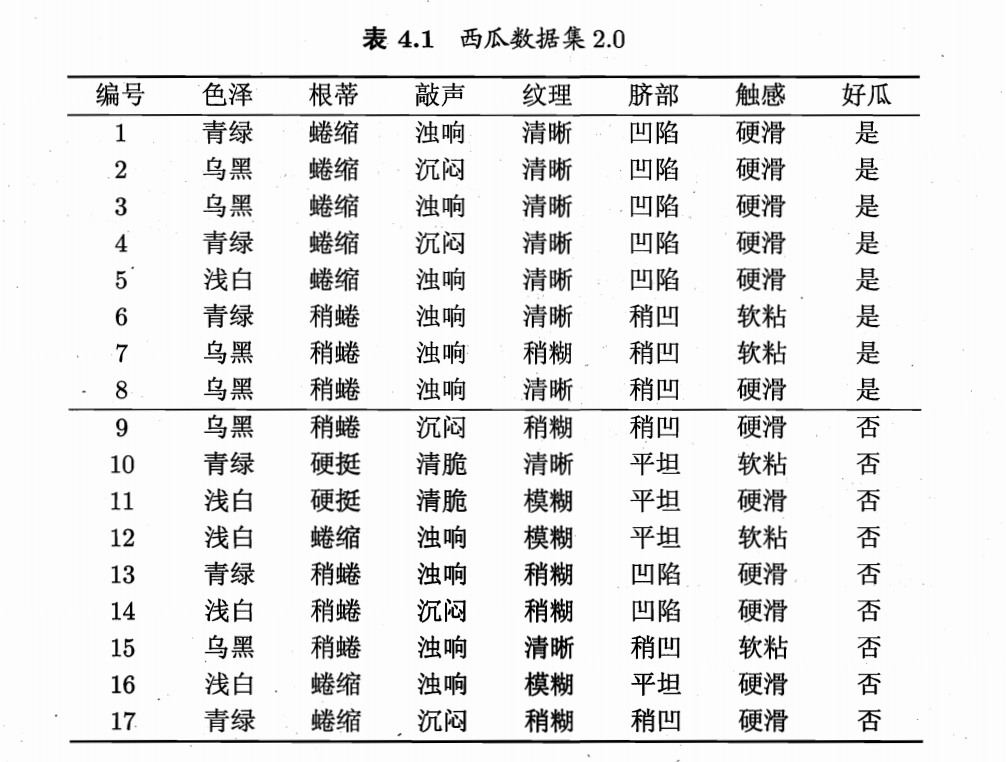 表 4.1 西瓜数据集 2.0
编号 色泽 根蒂 敲声 纹理 脐部 触感 好瓜
1 青绿 蜷缩 浊响 清晰 凹陷 硬滑 是
2 乌黑 蜷缩 沉闷 清晰 凹陷 硬滑 是
3 乌黑 蜷缩 浊响 清晰 凹陷 硬滑 是
4 青绿 蜷缩 沉闷 清晰 凹陷 硬滑 是
5 浅白 蜷缩 浊响 清晰 凹陷 硬滑 是
6 青绿 稍蜷 浊响 清晰 稍凹 软粘 是
7 乌黑 稍蜷 浊响 稍糊 稍凹 软粘 是
8 乌黑 稍蜷 浊响 清晰 稍凹 硬滑 是
9 乌黑 稍蜷 沉闷 稍糊 稍凹 硬滑 否
10 青绿 硬挺 清脆 清晰 平坦 软粘 否
11 浅白 硬挺 清脆 模糊 平坦 硬滑 否
12 浅白 蜷缩 浊响 模糊 平坦 软粘 否
13 青绿 稍蜷 浊响 稍糊 凹陷 硬滑 否
14 浅白 稍蜷 沉闷 稍糊 凹陷 硬滑 否
15 乌黑 稍蜷 浊响 清晰 稍凹 软粘 否
16 浅白 蜷缩 浊响 模糊 平坦 硬滑 否
17 青绿 蜷缩 沉闷 稍糊 稍凹 硬滑 否